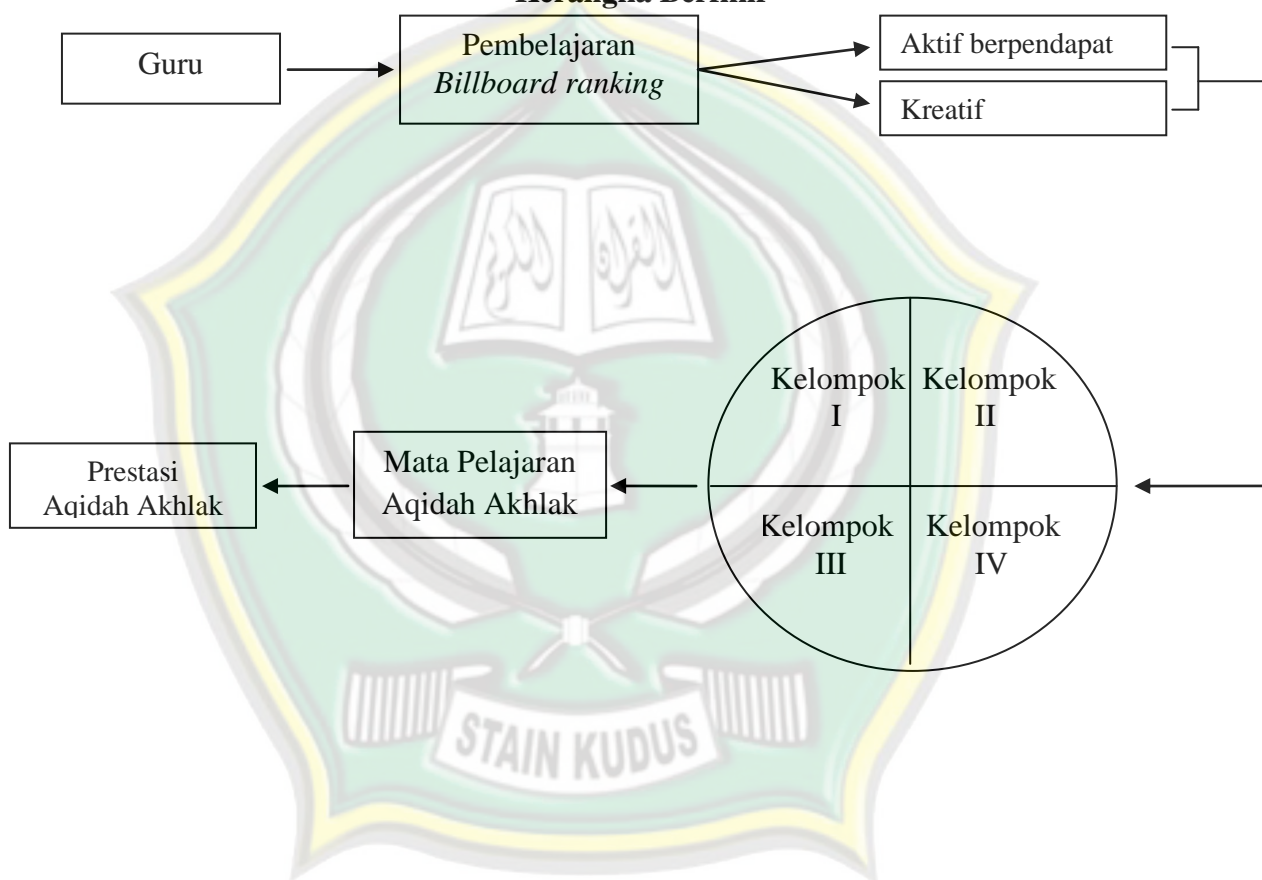 Kerangka Berfikir
Guru
Pembelajaran
Billboard ranking
Aktif berpendapat
Kreatif
Kelompok
I
Kelompok
II
Kelompok
III
Kelompok
IV
Mata Pelajaran
Aqidah Akhlak
Prestasi
Aqidah Akhlak
STAIN KUDUS